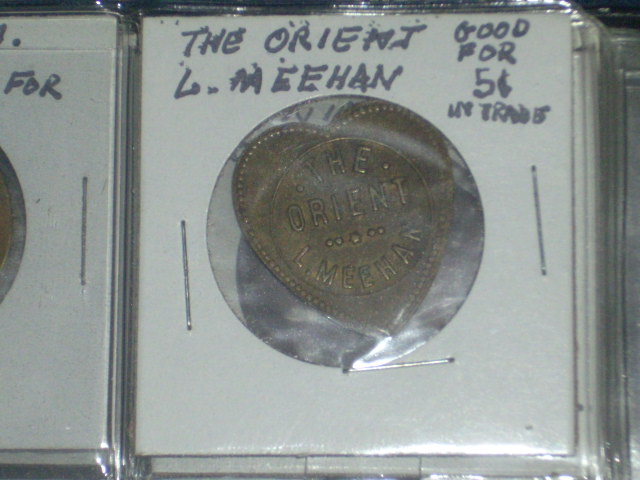 THE ORIENT
L. MEEHAN
GOOD
FOR
5¢
IN TRADE
FOR
·THE·
ORIENT
L. MEEHAN